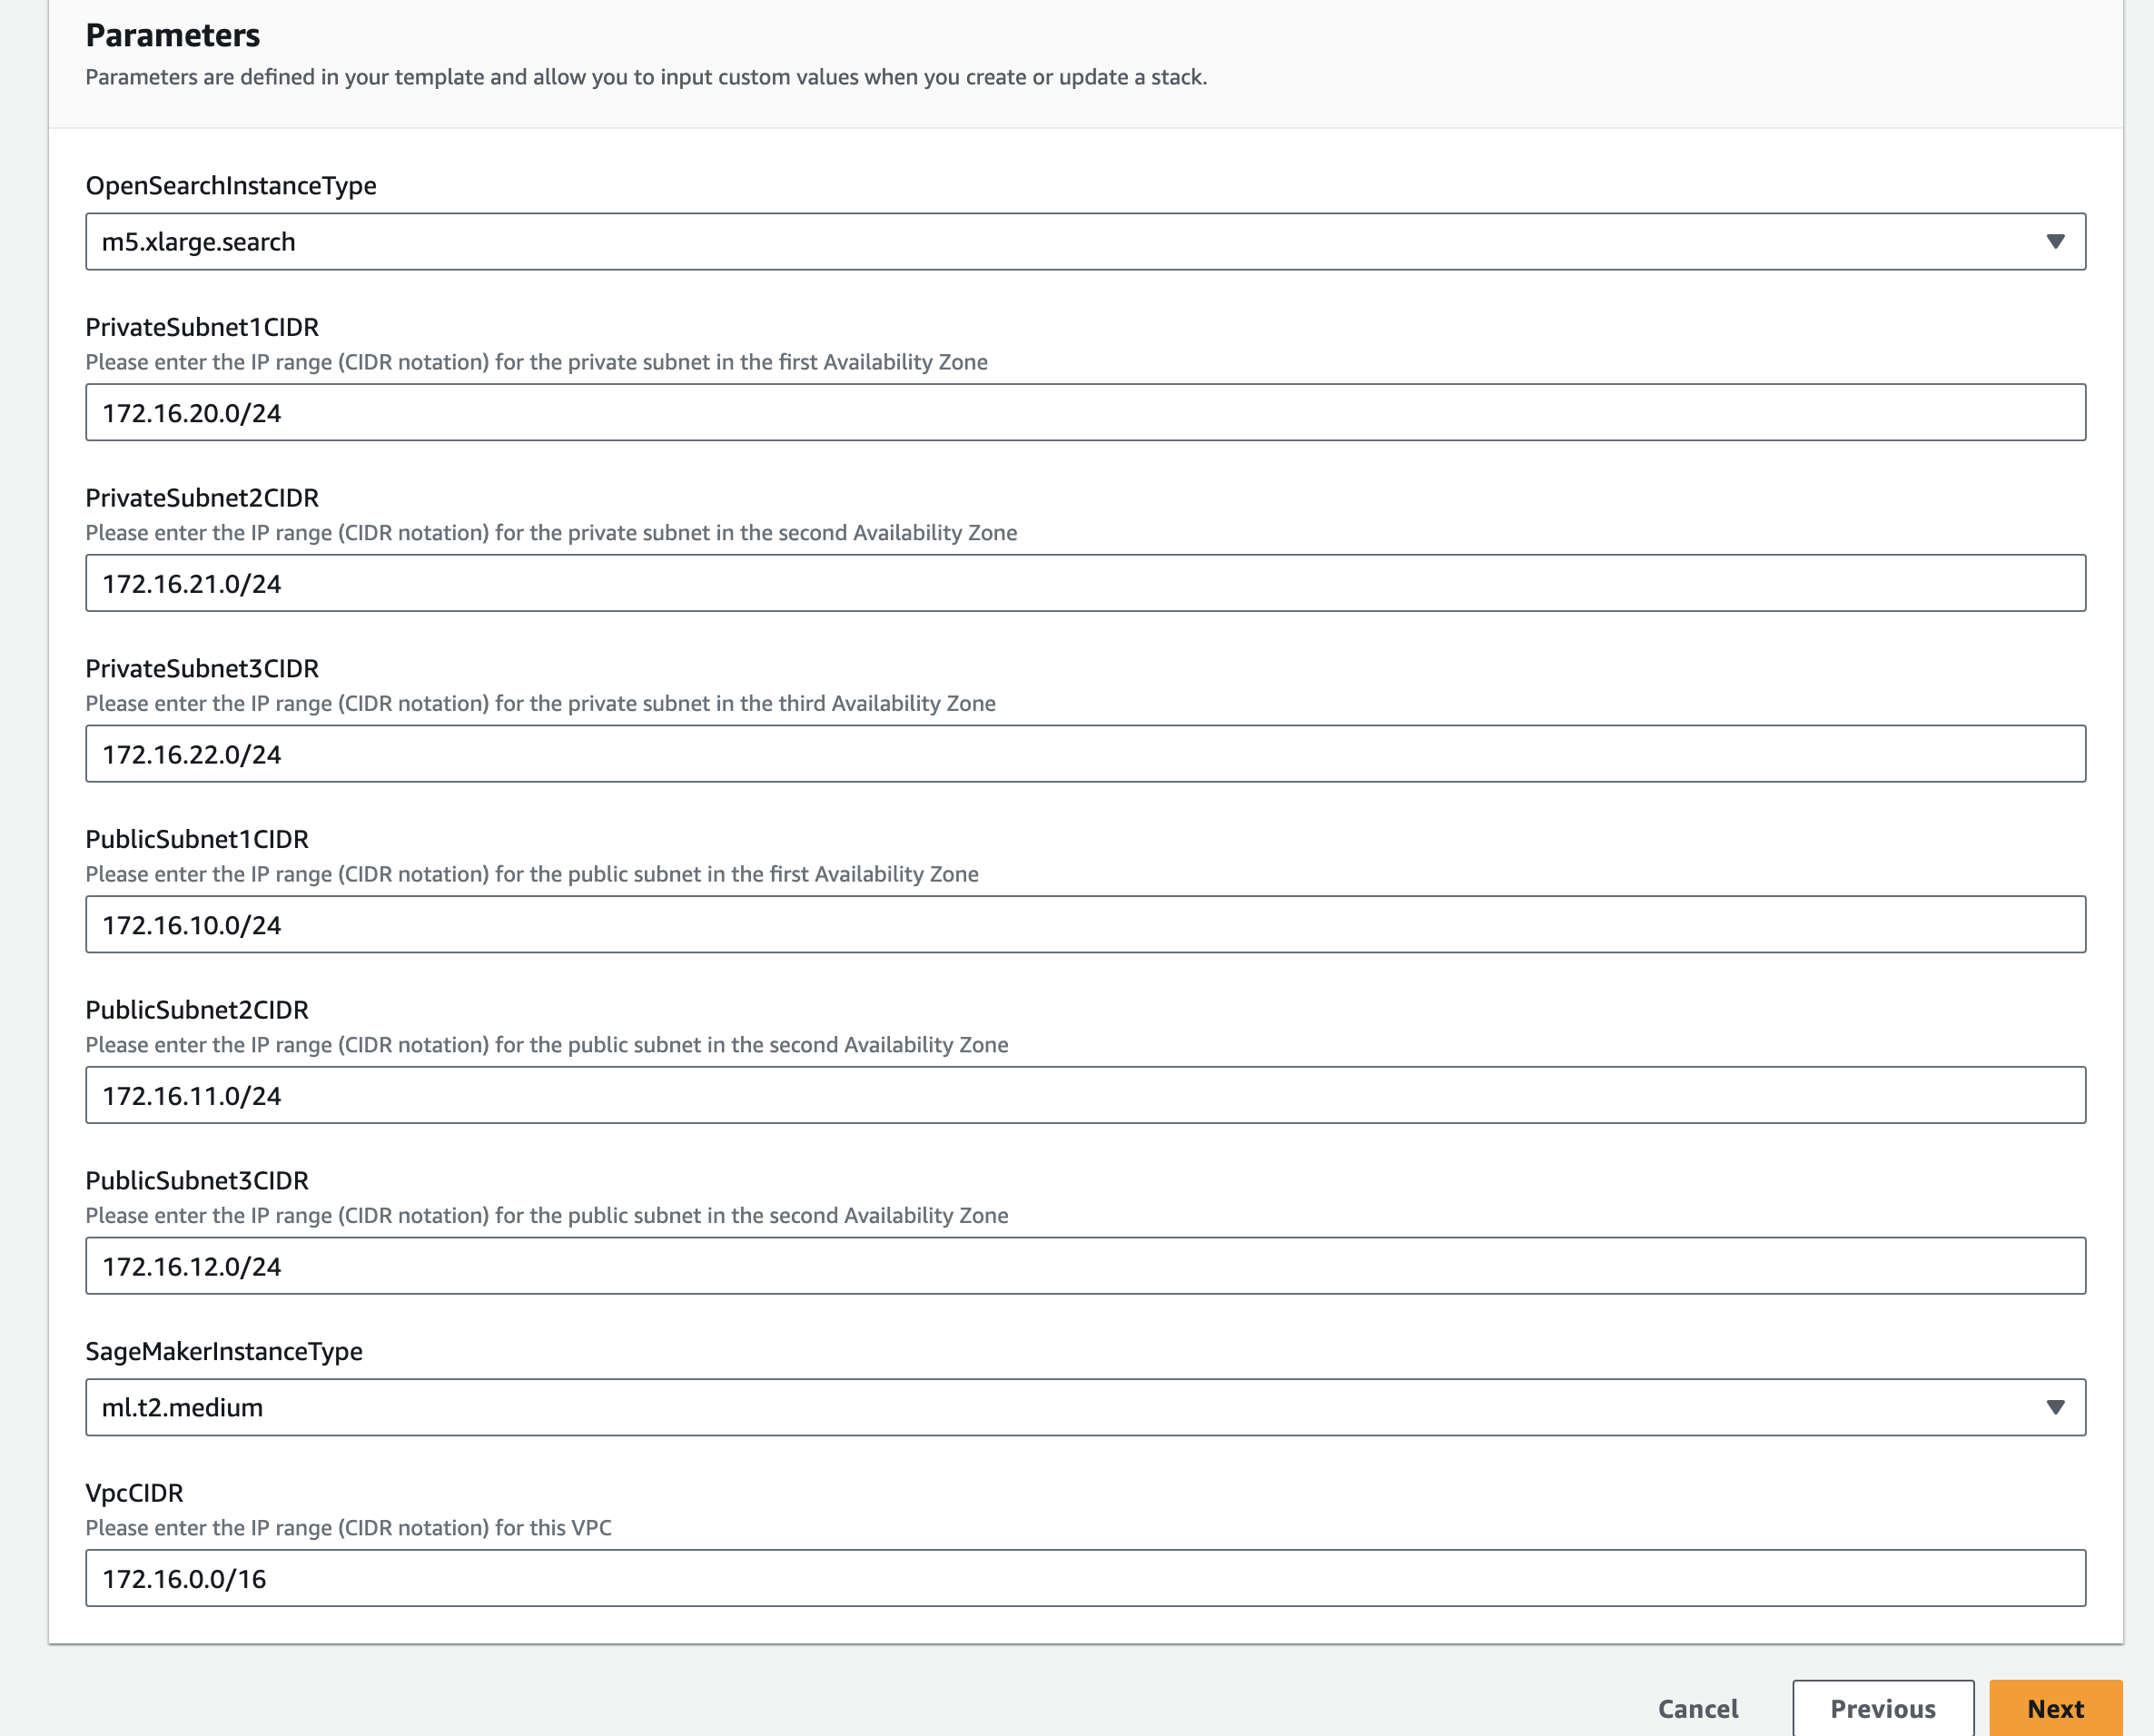 Parameters
Parameters are defined in your template and allow you to input custom values when you create or update a stack.
OpenSearchInstanceType
m5.xlarge.search
PrivateSubnet1CIDR
Please enter the IP range (CIDR notation) for the private subnet in the first Availability Zone
172.16.20.0/24
PrivateSubnet2CIDR
Please enter the IP range (CIDR notation) for the private subnet in the second Availability Zone
172.16.21.0/24
PrivateSubnet3CIDR
Please enter the IP range (CIDR notation) for the private subnet in the third Availability Zone
172.16.22.0/24
PublicSubnet1CIDR
Please enter the IP range (CIDR notation) for the public subnet in the first Availability Zone
172.16.10.0/24
PublicSubnet2CIDR
Please enter the IP range (CIDR notation) for the public subnet in the second Availability Zone
172.16.11.0/24
PublicSubnet3CIDR
Please enter the IP range (CIDR notation) for the public subnet in the second Availability Zone
172.16.12.0/24
SageMakerInstanceType
ml.t2.medium
VpcCIDR
Please enter the IP range (CIDR notation) for this VPC
172.16.0.0/16
Cancel Previous Next